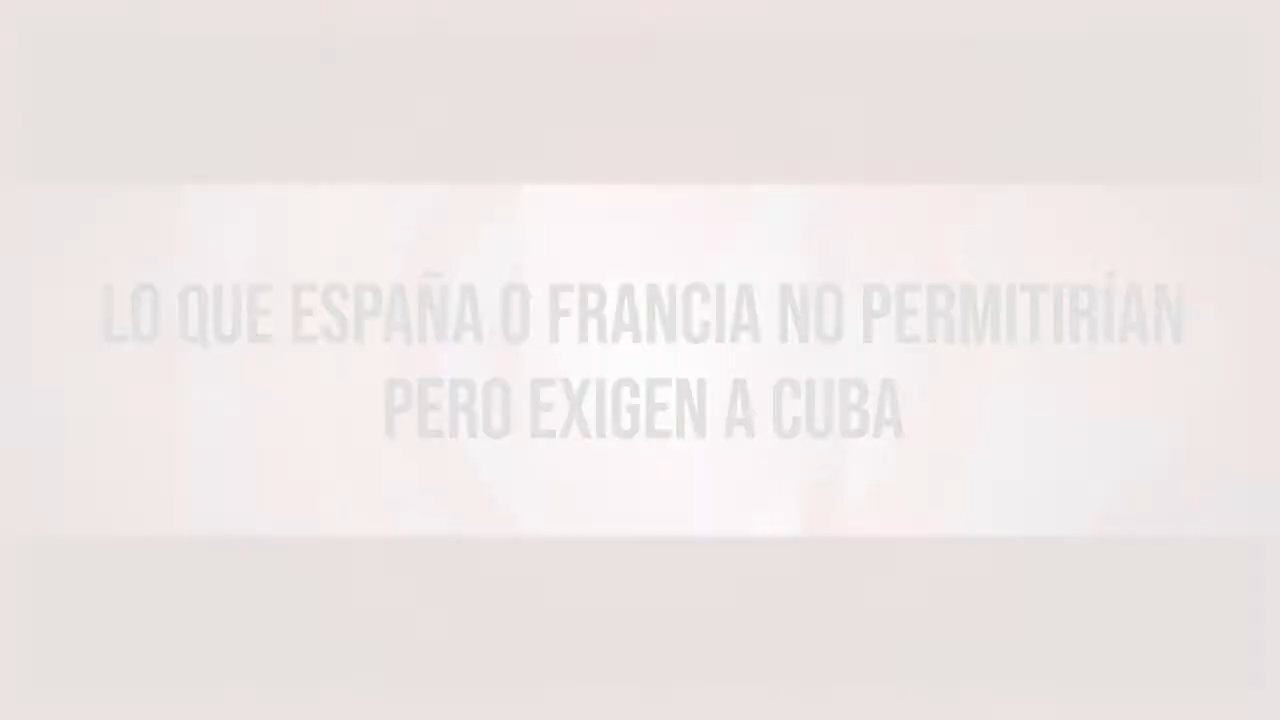 LO QUE ESPAÑA O FRANCIA NO PERMITIRÍAN
PERO EXIGEN A CUBA